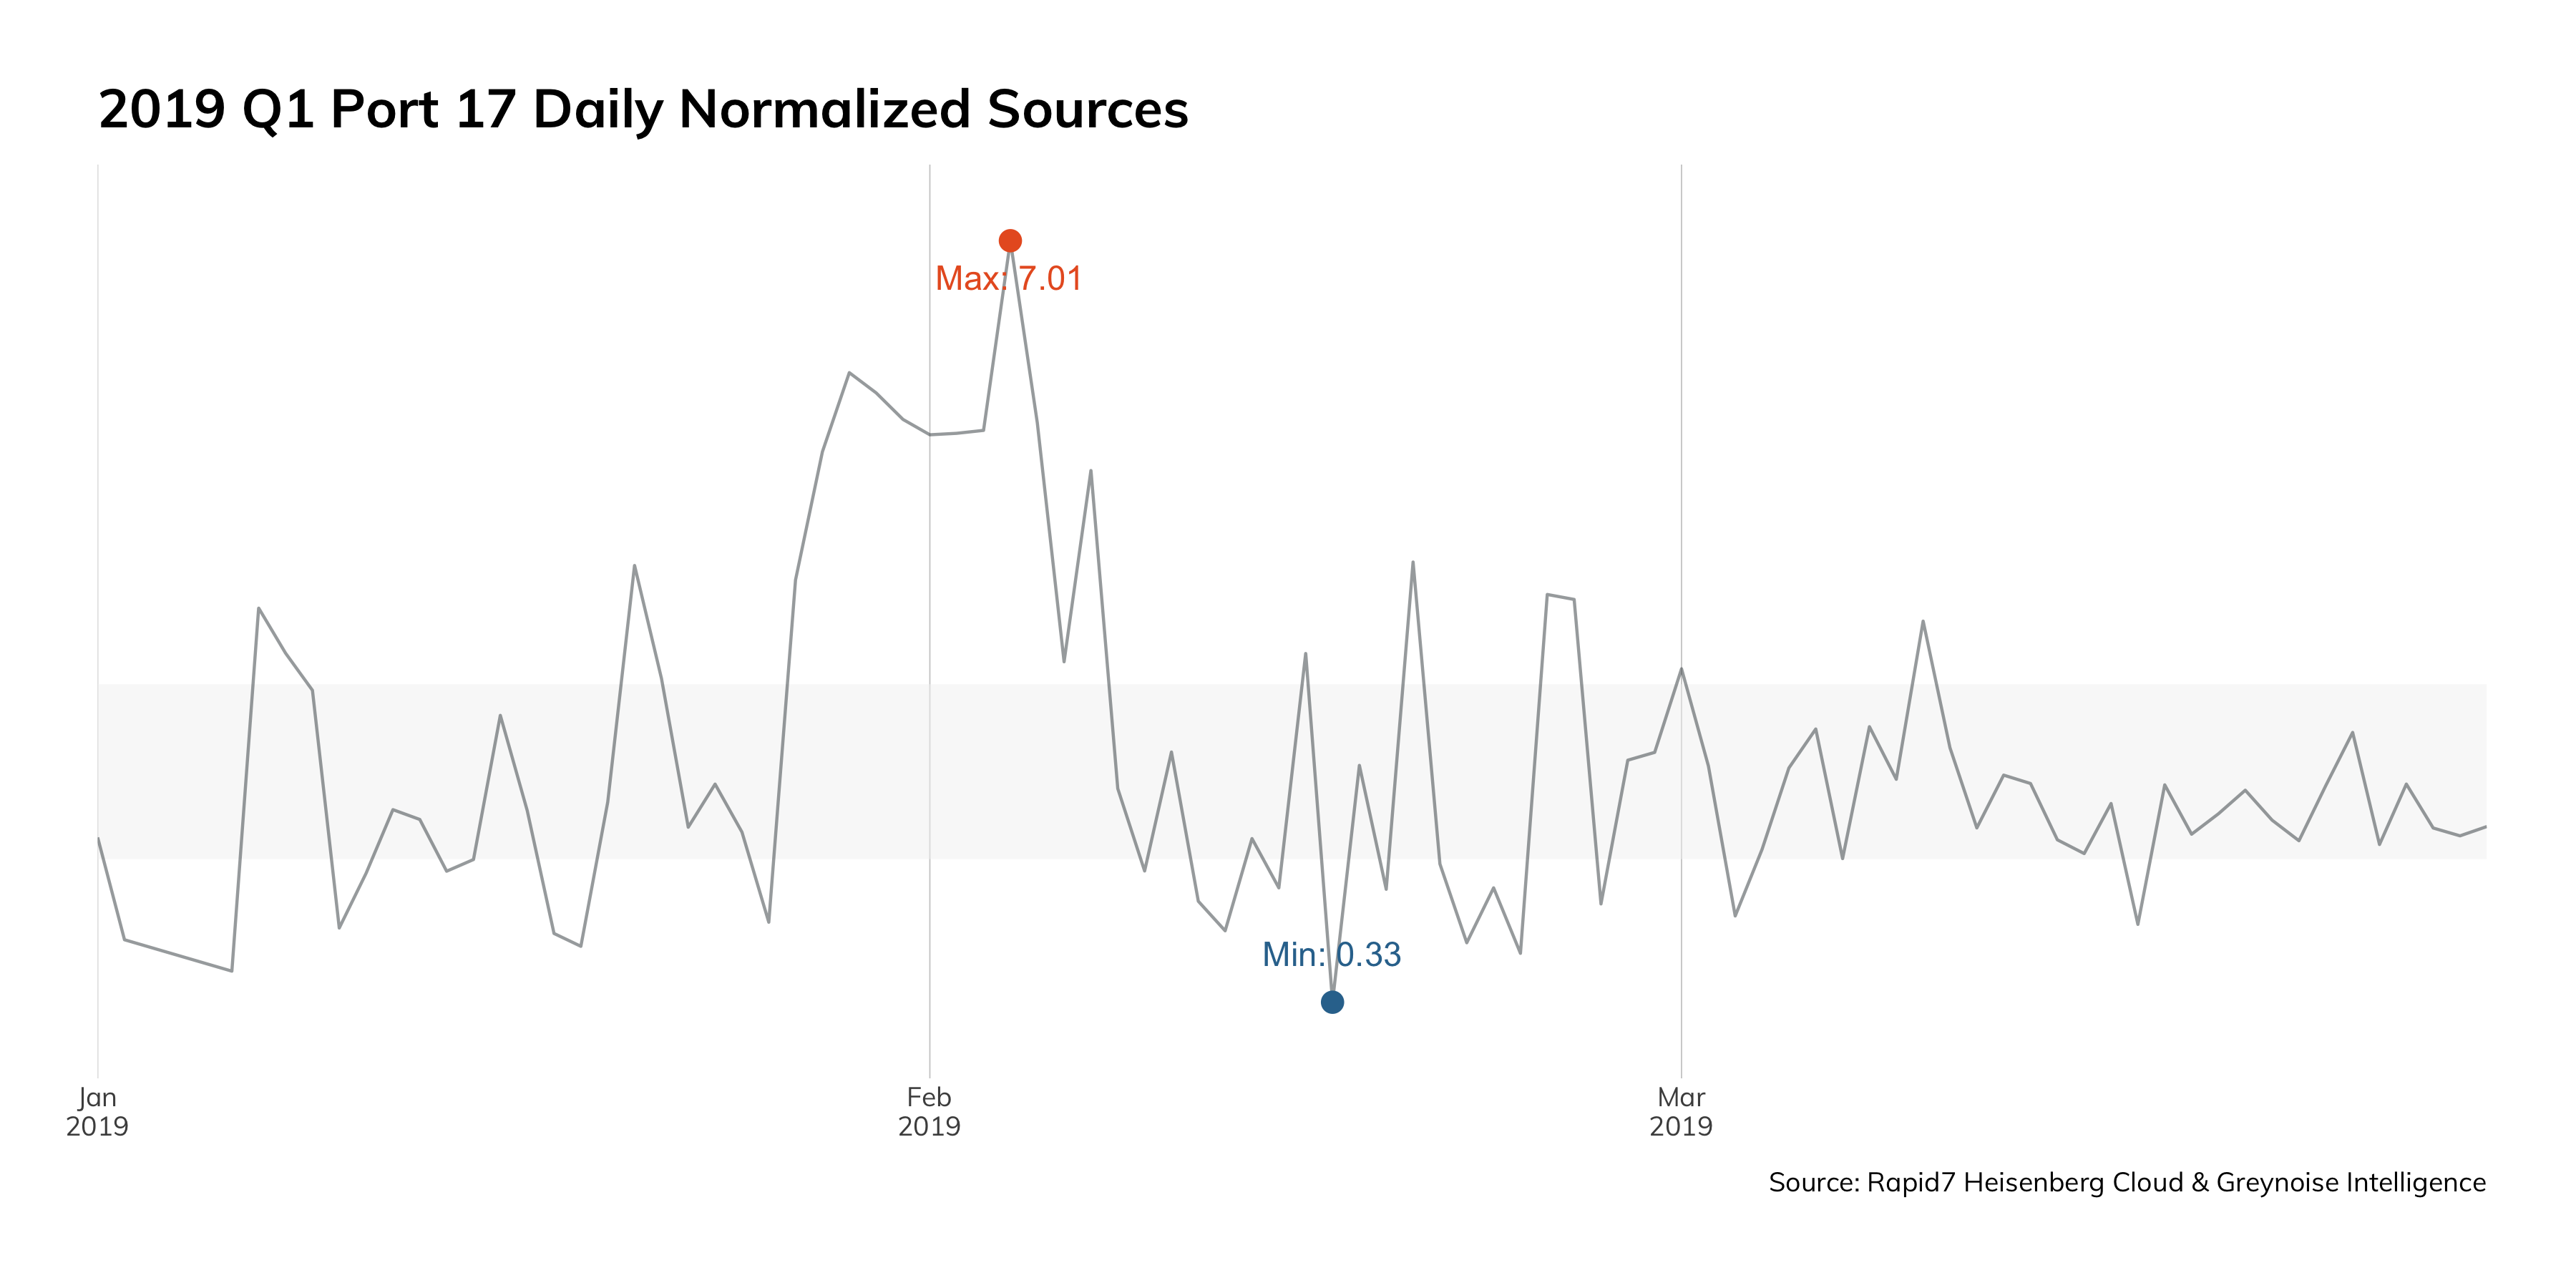 2019 Q1 Port 17 Daily Normalized Sources
Max: 7.01
Min: 0.33
Jan
2019
Feb
2019
Mar
2019
Source: Rapid7 Heisenberg Cloud & Greynoise Intelligence